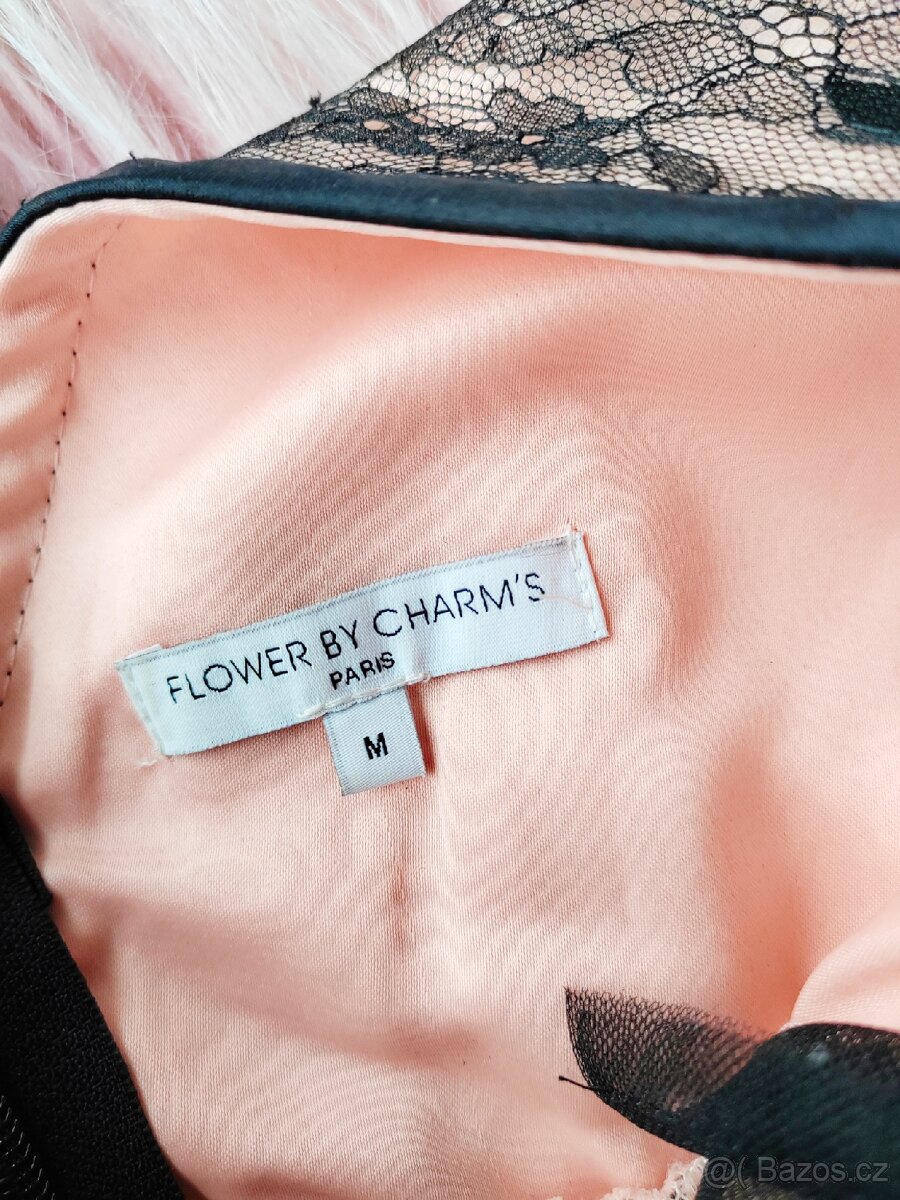 FLOWER BY CHARM'S
PARIS
M
@( Bazos.cz